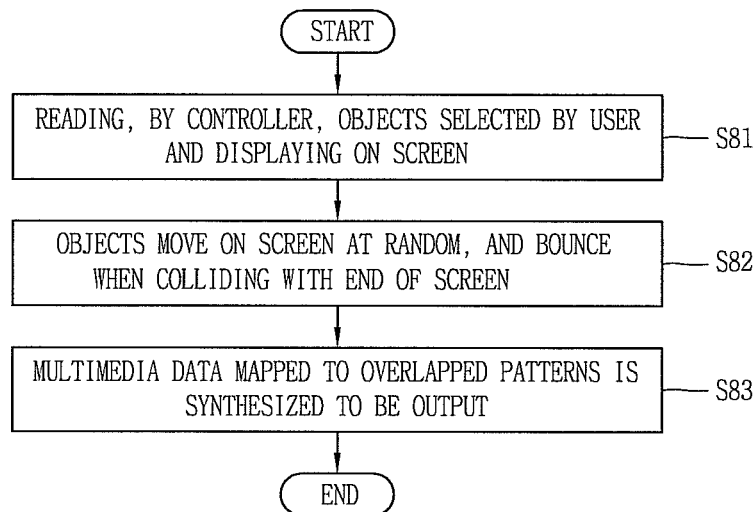 START
READING, BY CONTROLLER, OBJECTS SELECTED BY USER
AND DISPLAYING ON SCREEN
S81
OBJECTS MOVE ON SCREEN AT RANDOM, AND BOUNCE
WHEN COLLIDING WITH END OF SCREEN
S82
MULTIMEDIA DATA MAPPED TO OVERLAPPED PATTERNS IS
SYNTHESIZED TO BE OUTPUT
S83
END